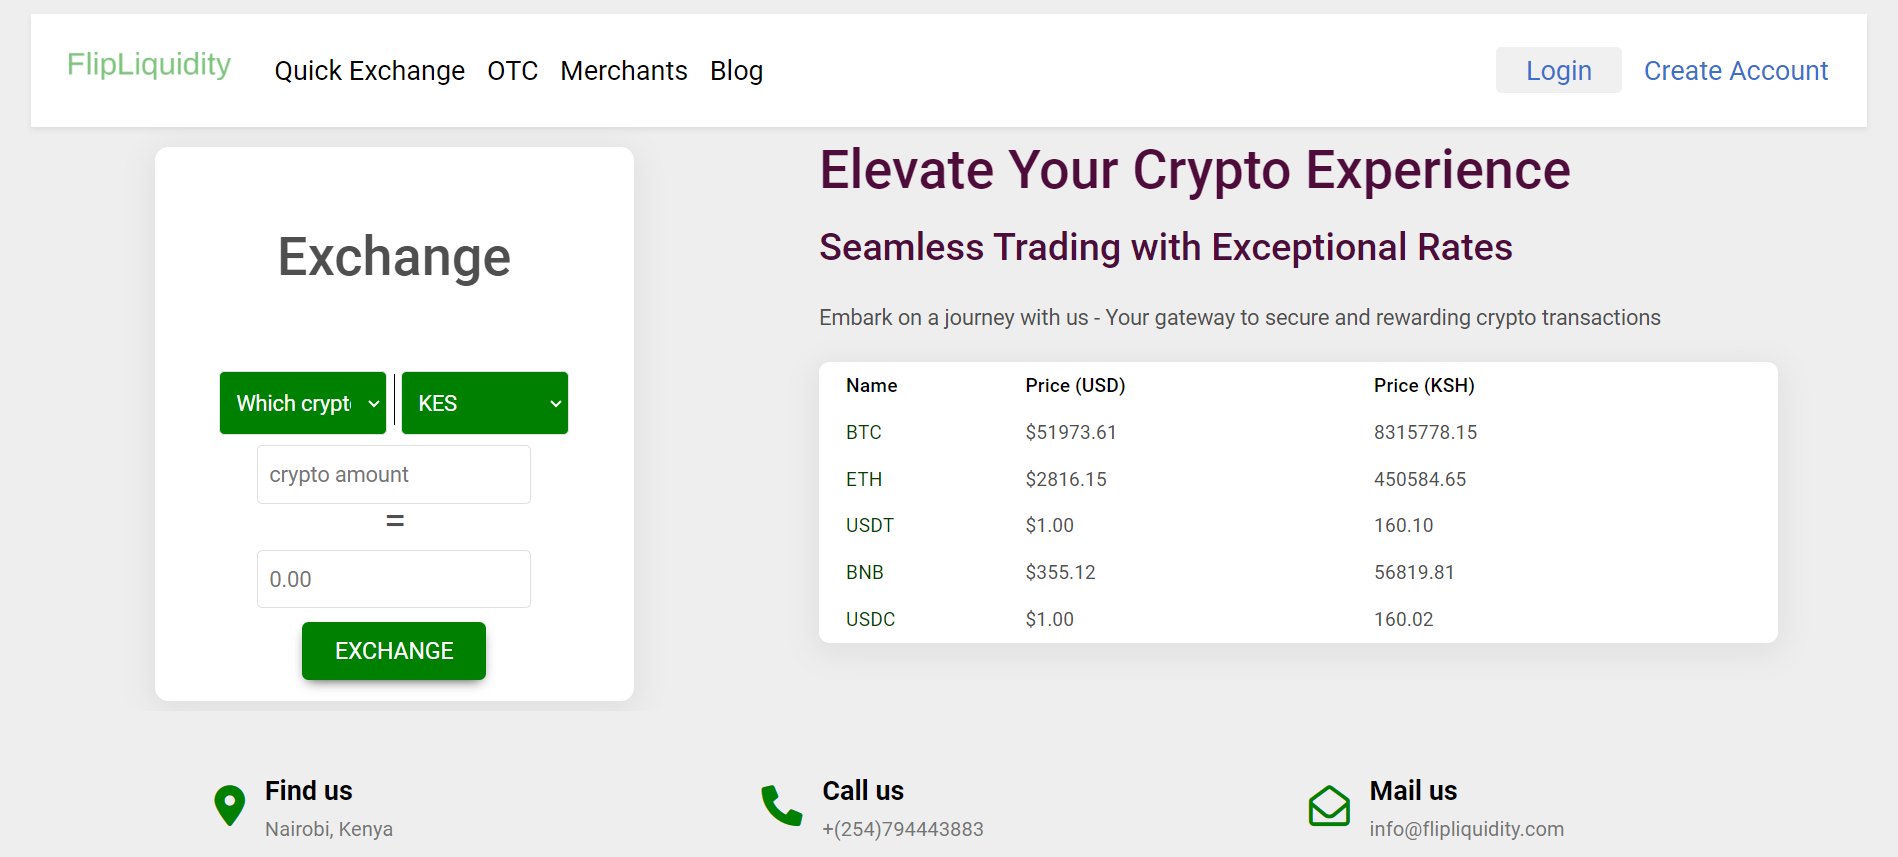 FlipLiquidity Quick Exchange OTC Merchants Blog Login Create Account
Exchange
Which crypt KES
crypto amount
=
0.00
EXCHANGE
Elevate Your Crypto Experience
Seamless Trading with Exceptional Rates
Embark on a journey with us - Your gateway to secure and rewarding crypto transactions
Name Price (USD) Price (KSH)
BTC $51973.61 8315778.15
ETH $2816.15 450584.65
USDT $1.00 160.10
BNB $355.12 56819.81
USDC $1.00 160.02
Find us
Nairobi, Kenya
Call us
+(254)794443883
Mail us
info@flipliquidity.com